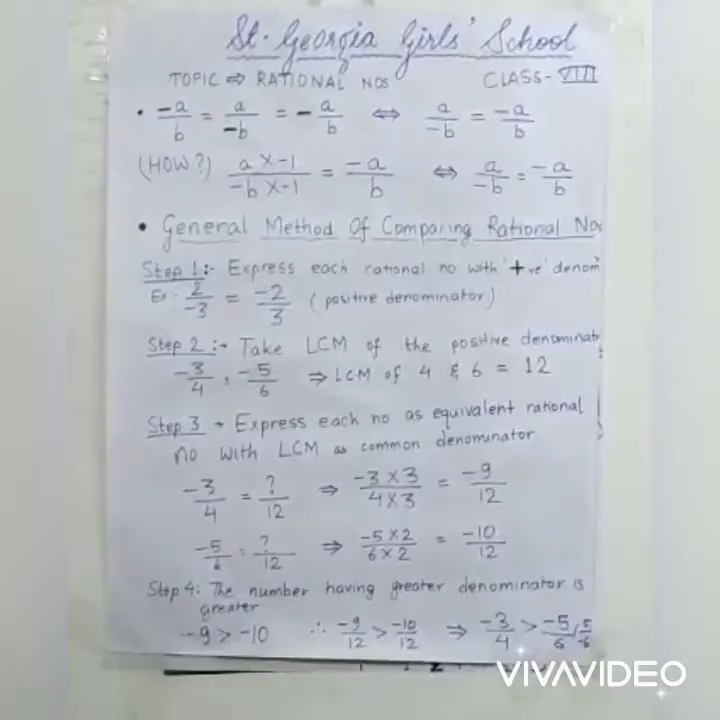 St. Georgia Girls' School
TOPIC ⇒ RATIONAL NOS CLASS- VIII
• -a/b = a/-b = -a/b ⇔ a/-b = -a/b
(HOW?) a × -1/-b × -1 = -a/b ⇔ a/-b = -a/b
• General Method Of Comparing Rational Nos
Step 1:- Express each rational no with '+ve' denom
Ex- 2/-3 = -2/3 (positive denominator)
Step 2:→ Take LCM of the positive denominato
-3/4, -5/6 ⇒ LCM of 4 & 6 = 12
Step 3 → Express each no as equivalent rational
no with LCM as common denominator
-3/4 = ?/12 ⇒ -3 × 3/4 × 3 = -9/12
-5/6 = ?/12 ⇒ -5 × 2/6 × 2 = -10/12
Step 4: The number having greater denominator is
greater
-9 > -10 ∴ -9/12 > -10/12 ⇒ -3/4 > -5/6 / 5/-6
VIVAVIDEO